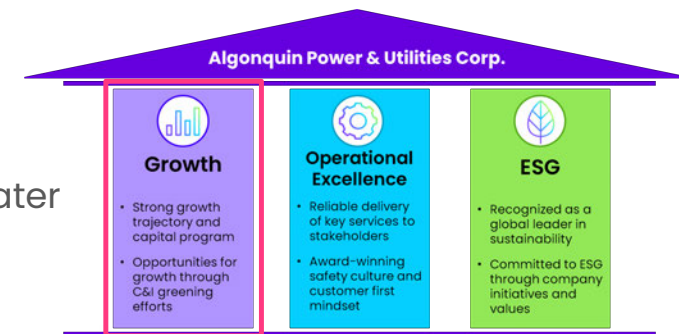 Algonquin Power & Utilities Corp.
ater
Growth
• Strong growth
trajectory and
capital program
• Opportunities for
growth through
C&I greening
efforts
Operational
Excellence
• Reliable delivery
of key services to
stakeholders
• Award-winning
safety culture and
customer first
mindset
ESG
• Recognized as a
global leader in
sustainability
• Committed to ESG
through company
initiatives and
values